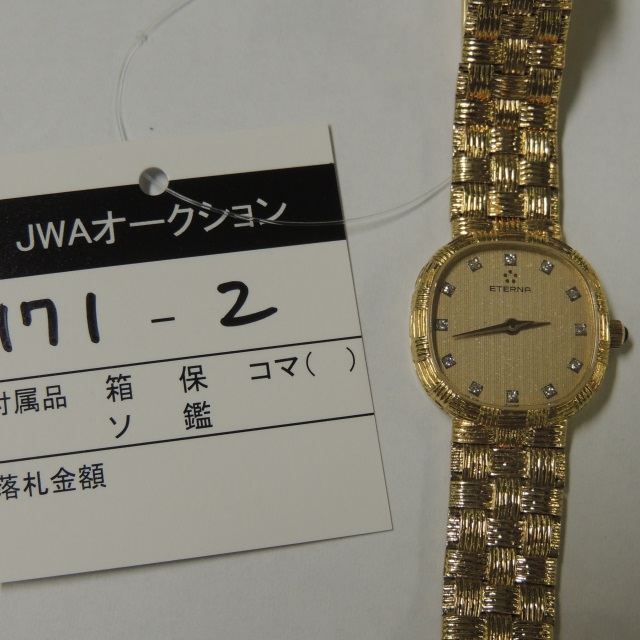 JWAオークション
171 - 2
付属品 箱 保 コマ( )
ソ 鑑
落札金額
ETERNA